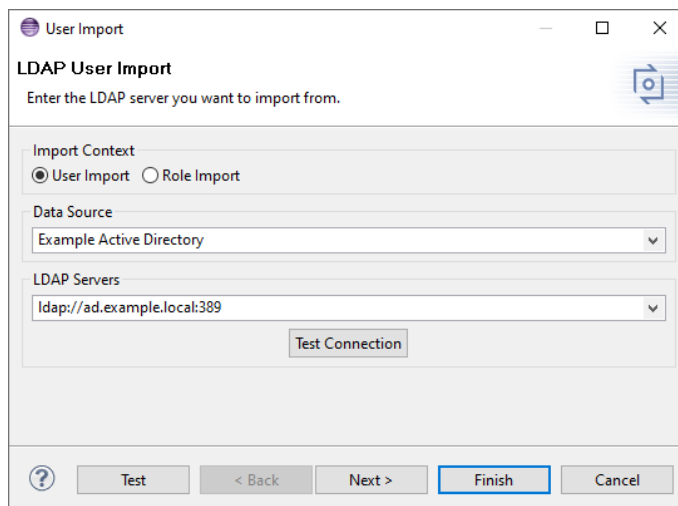 User Import
LDAP User Import
Enter the LDAP server you want to import from.
Import Context
User Import Role Import
Data Source
Example Active Directory
LDAP Servers
ldap://ad.example.local:389
Test Connection
? Test < Back Next > Finish Cancel